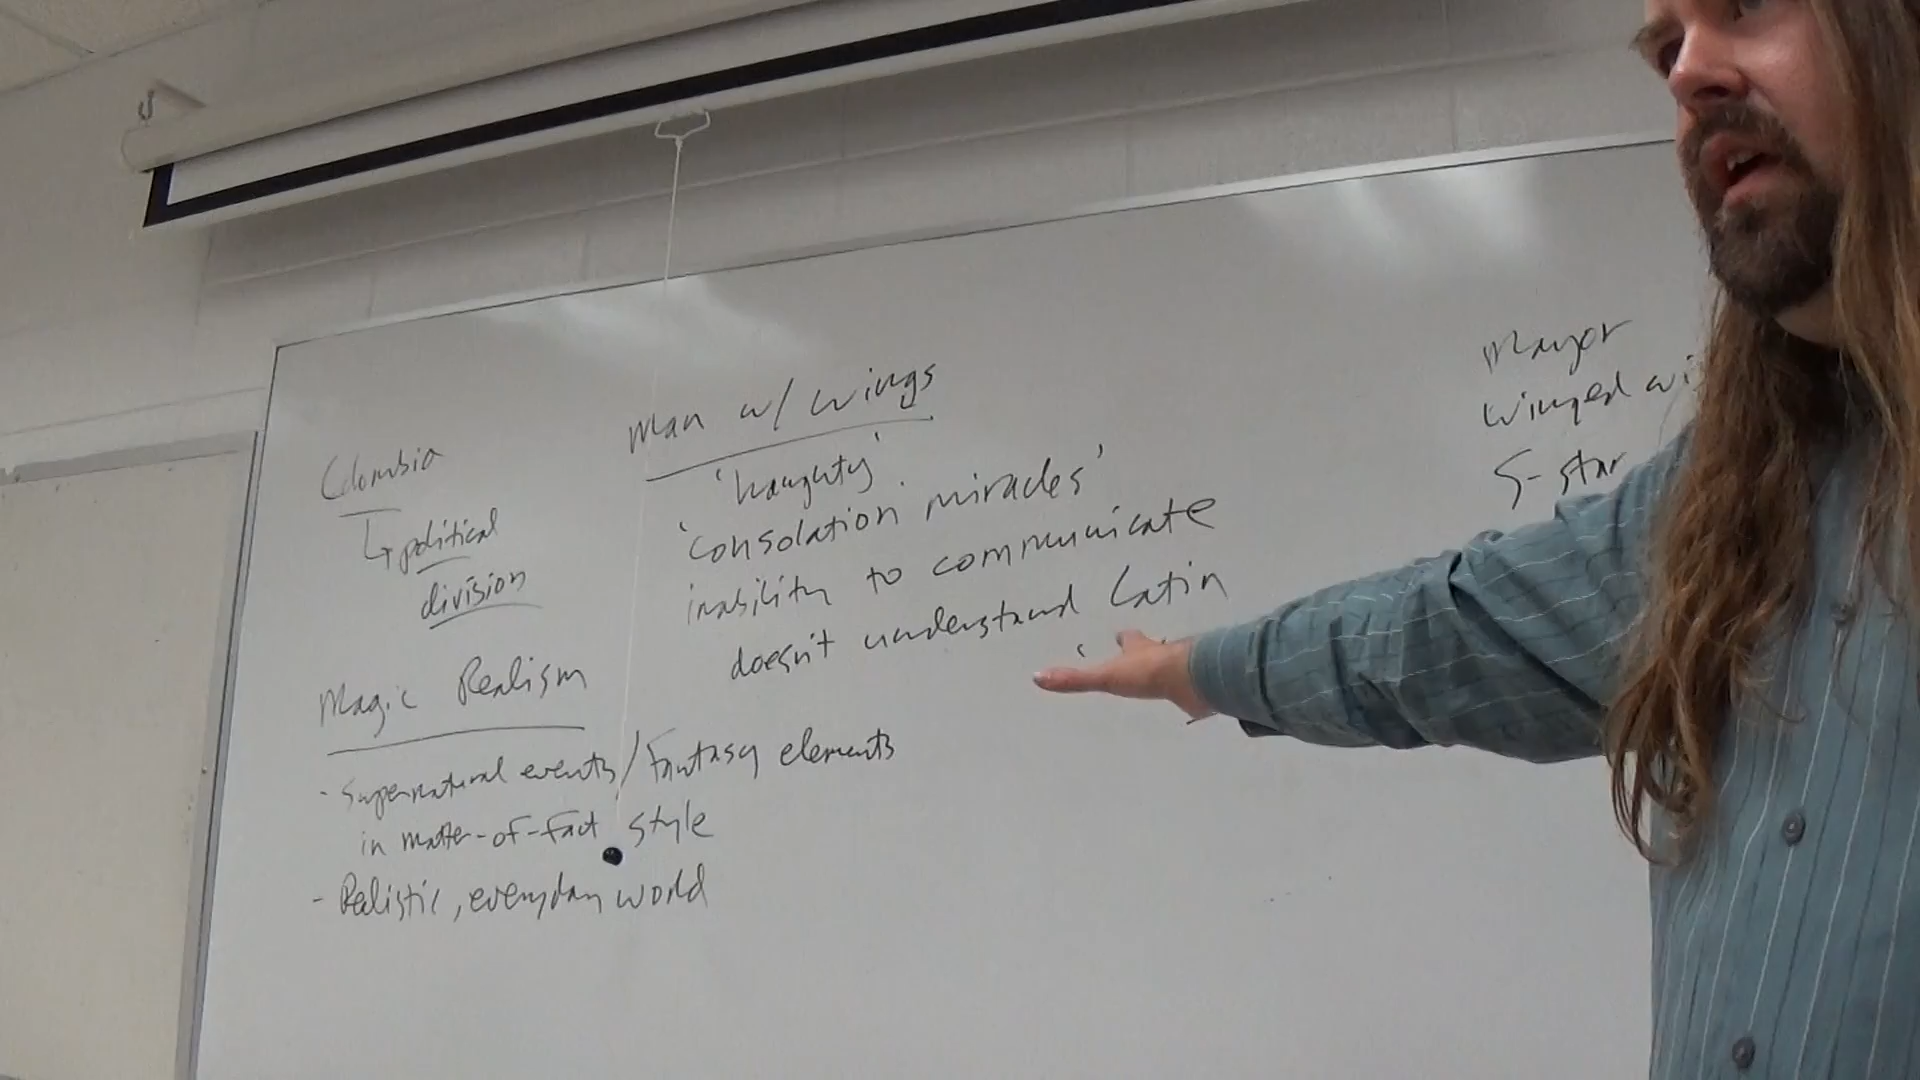 Colombia
↳ political
division
Magic Realism
- Supernatural events/Fantasy elements
in matter-of-fact style
- Realistic, everyday world
Man w/ wings
'haughty'
'consolation miracles'
inability to communicate
doesn't understand Latin
Mayor
winged wi
5-star